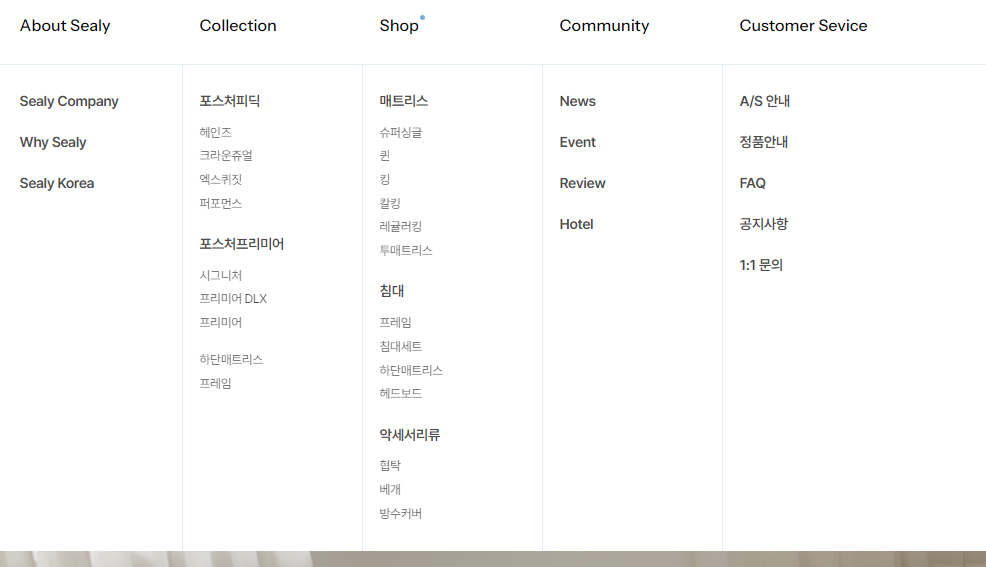 About Sealy
Collection
Shop
Community
Customer Sevice
Sealy Company
Why Sealy
Sealy Korea
포스처피딕
헤인즈
크라운쥬얼
엑스퀴짓
퍼포먼스
포스처프리미어
시그니처
프리미어 DLX
프리미어
하단매트리스
프레임
매트리스
슈퍼싱글
퀸
킹
칼킹
레귤러킹
투매트리스
침대
프레임
침대세트
하단매트리스
헤드보드
악세서리류
협탁
베개
방수커버
News
Event
Review
Hotel
A/S 안내
정품안내
FAQ
공지사항
1:1 문의